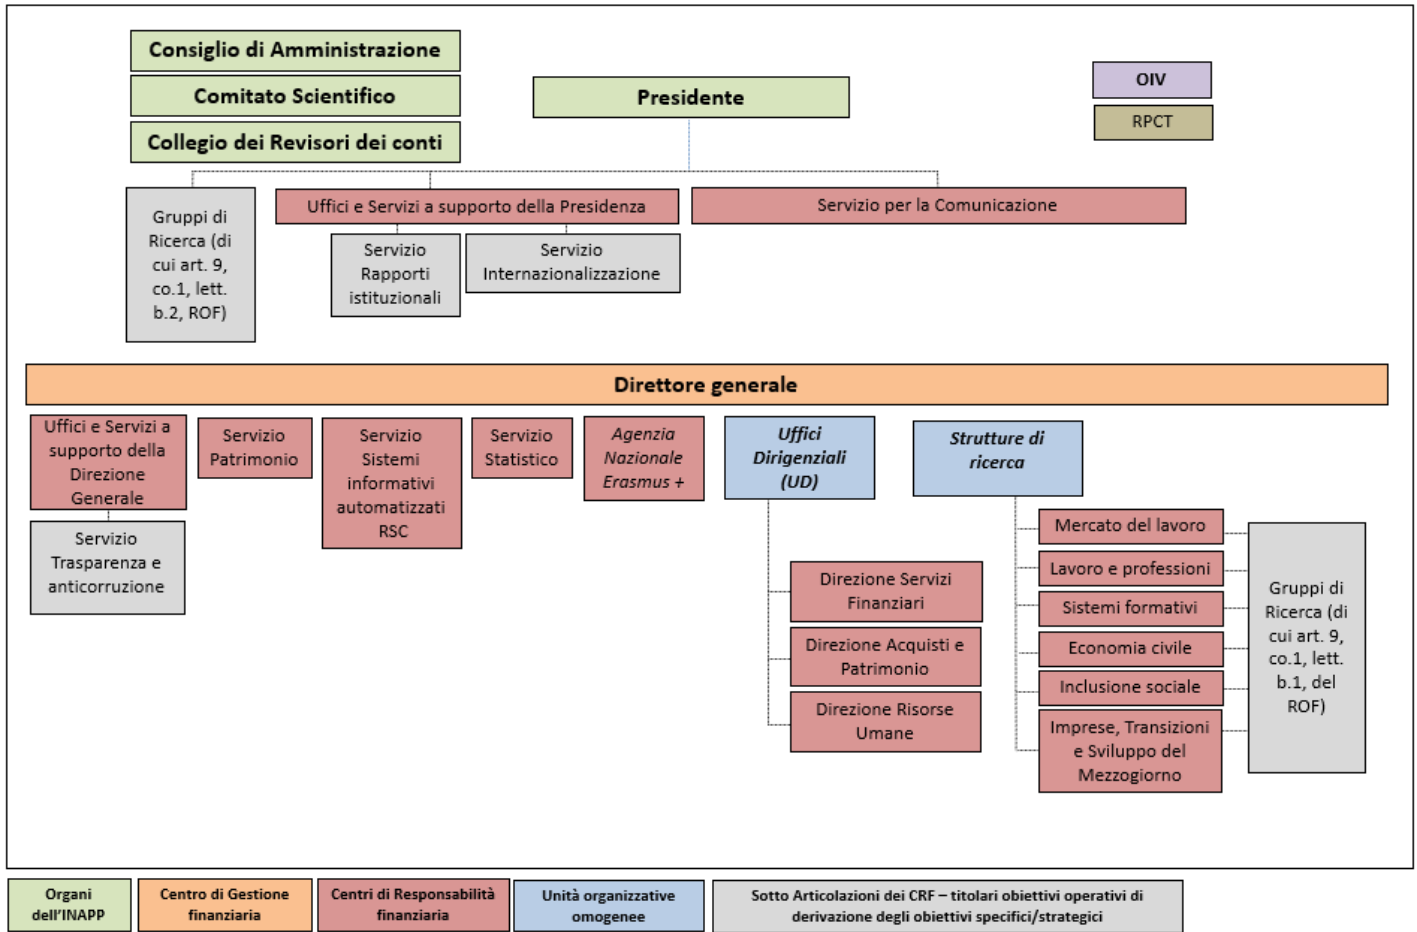 Consiglio di Amministrazione
Comitato Scientifico
Collegio dei Revisori dei conti
Presidente
OIV
RPCT
Gruppi di
Ricerca (di
cui art. 9,
co.1, lett.
b.2, ROF)
Uffici e Servizi a supporto della Presidenza
Servizio
Rapporti
istituzionali
Servizio
Internazionalizzazione
Servizio per la Comunicazione
Direttore generale
Uffici e Servizi a
supporto della
Direzione
Generale
Servizio
Trasparenza e
anticorruzione
Servizio
Patrimonio
Servizio
Sistemi
informativi
automatizzati
RSC
Servizio
Statistico
Agenzia
Nazionale
Erasmus +
Uffici
Dirigenziali
(UD)
Direzione Servizi
Finanziari
Direzione Acquisti e
Patrimonio
Direzione Risorse
Umane
Strutture di
ricerca
Mercato del lavoro
Lavoro e professioni
Sistemi formativi
Economia civile
Inclusione sociale
Imprese, Transizioni
e Sviluppo del
Mezzogiorno
Gruppi di
Ricerca (di
cui art. 9,
co.1, lett.
b.1, del
ROF)
Organi
dell'INAPP
Centro di Gestione
finanziaria
Centri di Responsabilità
finanziaria
Unità organizzative
omogenee
Sotto Articolazioni dei CRF – titolari obiettivi operativi di
derivazione degli obiettivi specifici/strategici